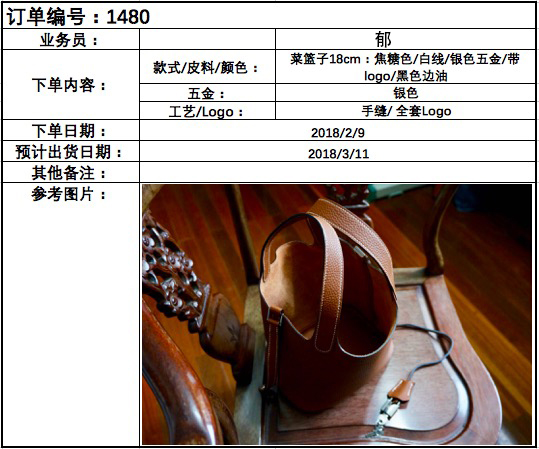 订单编号：1480
业务员：
郁
下单内容：
款式/皮料/颜色：
菜篮子18cm：焦糖色/白线/银色五金/带
logo/黑色边油
五金：
银色
工艺/Logo：
手缝/ 全套Logo
下单日期：
2018/2/9
预计出货日期：
2018/3/11
其他备注：
参考图片：